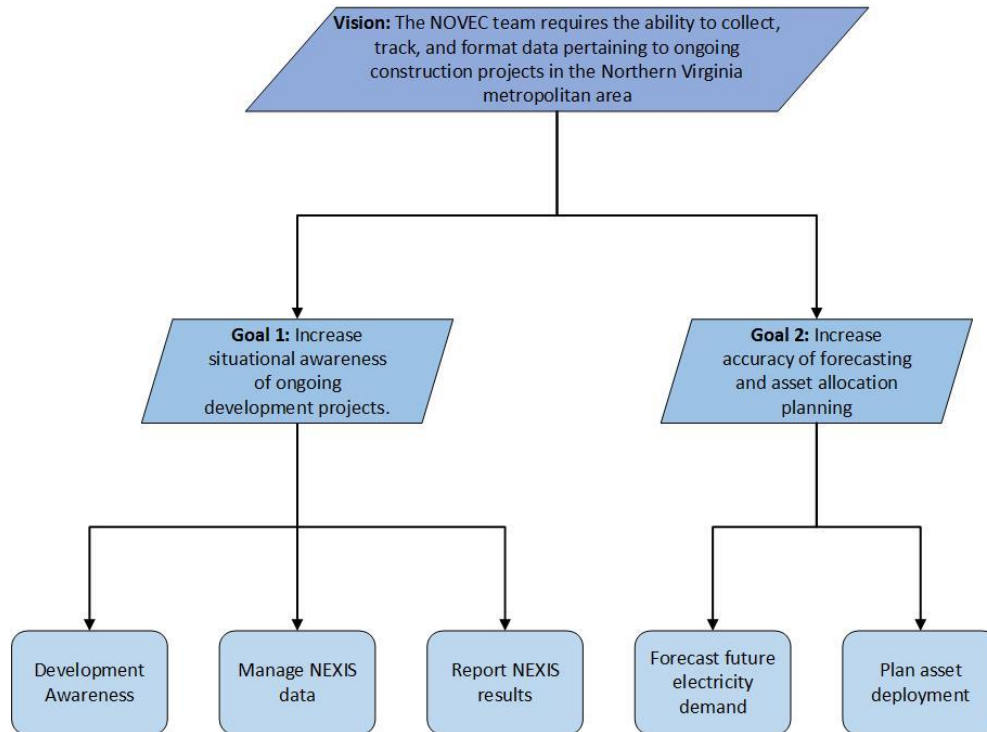 Vision: The NOVEC team requires the ability to collect,
track, and format data pertaining to ongoing
construction projects in the Northern Virginia
metropolitan area
Goal 1: Increase
situational awareness
of ongoing
development projects.
Goal 2: Increase
accuracy of forecasting
and asset allocation
planning
Development
Awareness
Manage NEXIS
data
Report NEXIS
results
Forecast future
electricity
demand
Plan asset
deployment